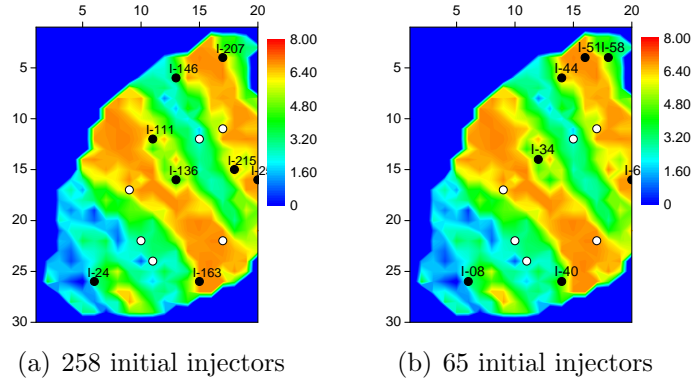 5 10 15 20
5 10 15 20
I-207
I-51 I-58
8.00
8.00
5
I-146
5
I-44
6.40
6.40
10
10
4.80
4.80
I-111
I-34
3.20
3.20
15
I-215
15
I-136
I-2
I-6
1.60
1.60
20
20
0
0
25
I-24
I-163
25
I-08
I-40
30
30
(a) 258 initial injectors
(b) 65 initial injectors